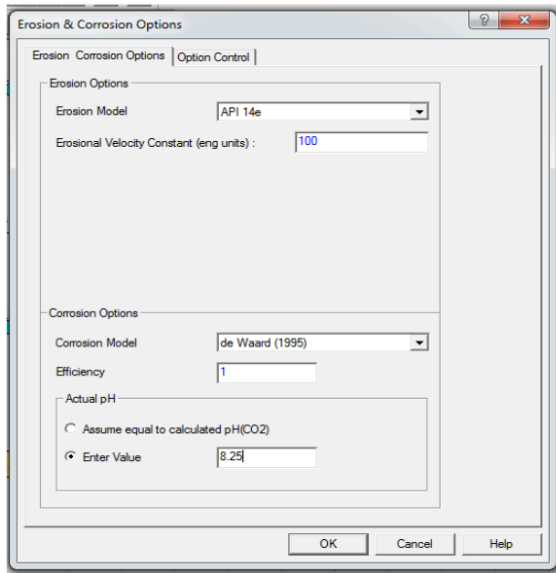 Erosion & Corrosion Options
Erosion Corrosion Options Option Control
Erosion Options
Erosion Model API 14e
Erosional Velocity Constant (eng units) : 100
Corrosion Options
Corrosion Model de Waard (1995)
Efficiency 1
Actual pH
Assume equal to calculated pH(CO2)
Enter Value 8.25
OK Cancel Help